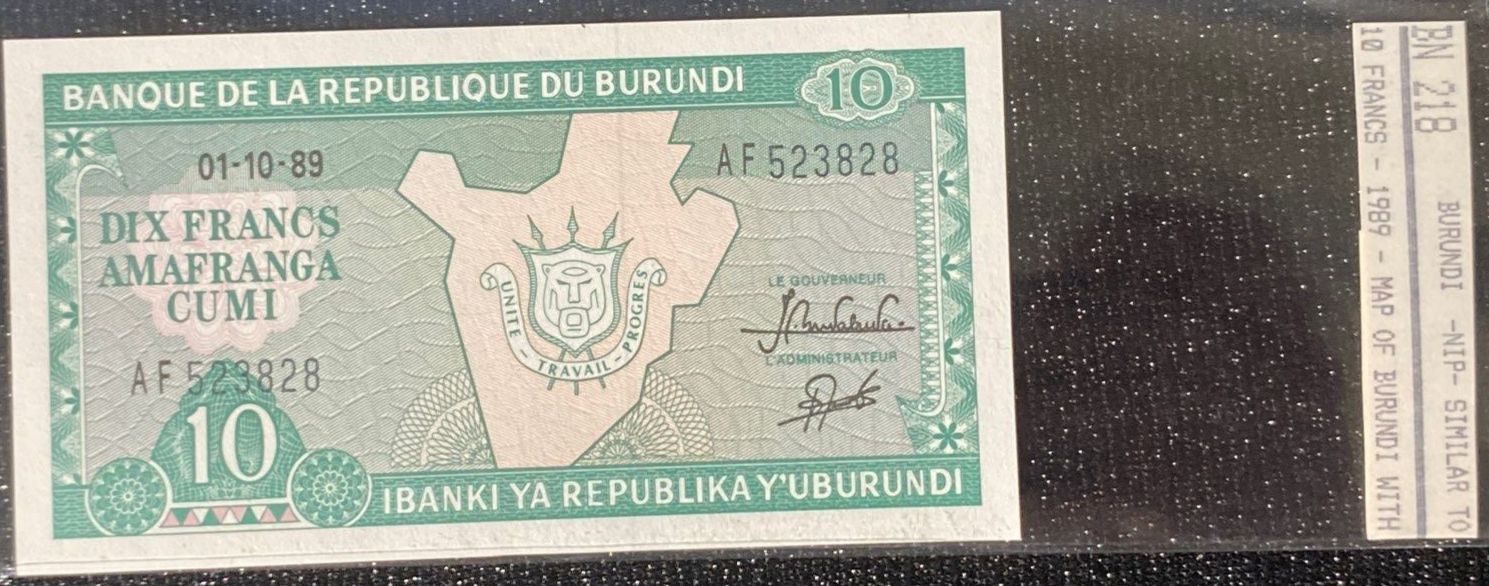 BANQUE DE LA REPUBLIQUE DU BURUNDI
10
01-10-89
AF 523828
DIX FRANCS
AMAFRANGA
CUMI
UNITE - TRAVAIL - PROGRES
LE GOUVERNEUR
L'ADMINISTRATEUR
AF 523828
10
IBANKI YA REPUBLIKA Y'UBURUNDI
BN 218 BURUNDI -NIP- SIMILAR TO
10 FRANCS - 1989 - MAP OF BURUNDI WITH